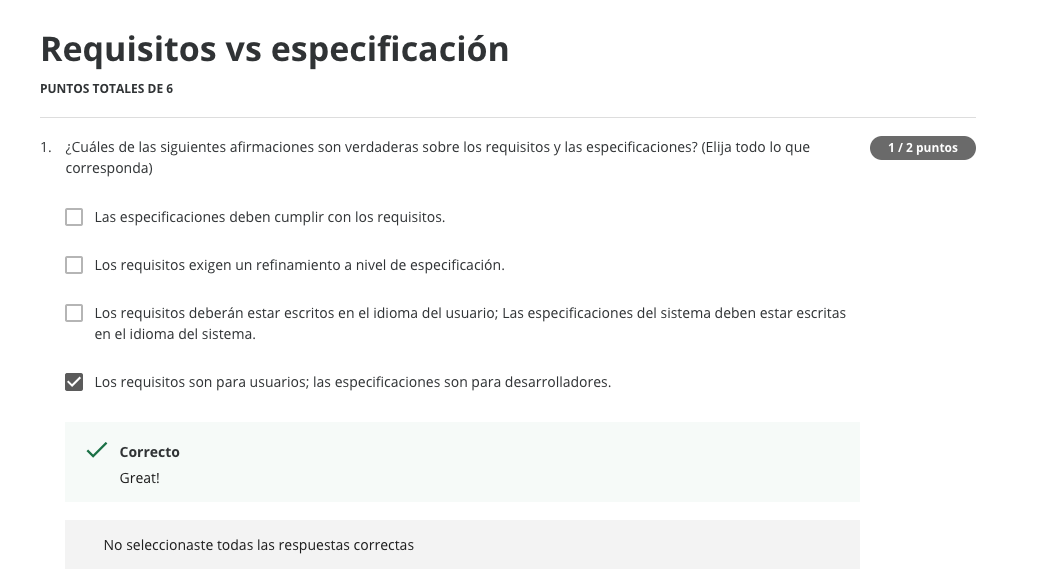 Requisitos vs especificación
PUNTOS TOTALES DE 6
1. ¿Cuáles de las siguientes afirmaciones son verdaderas sobre los requisitos y las especificaciones? (Elija todo lo que
corresponda)
1 / 2 puntos
Las especificaciones deben cumplir con los requisitos.
Los requisitos exigen un refinamiento a nivel de especificación.
Los requisitos deberán estar escritos en el idioma del usuario; Las especificaciones del sistema deben estar escritas
en el idioma del sistema.
Los requisitos son para usuarios; las especificaciones son para desarrolladores.
Correcto
Great!
No seleccionaste todas las respuestas correctas